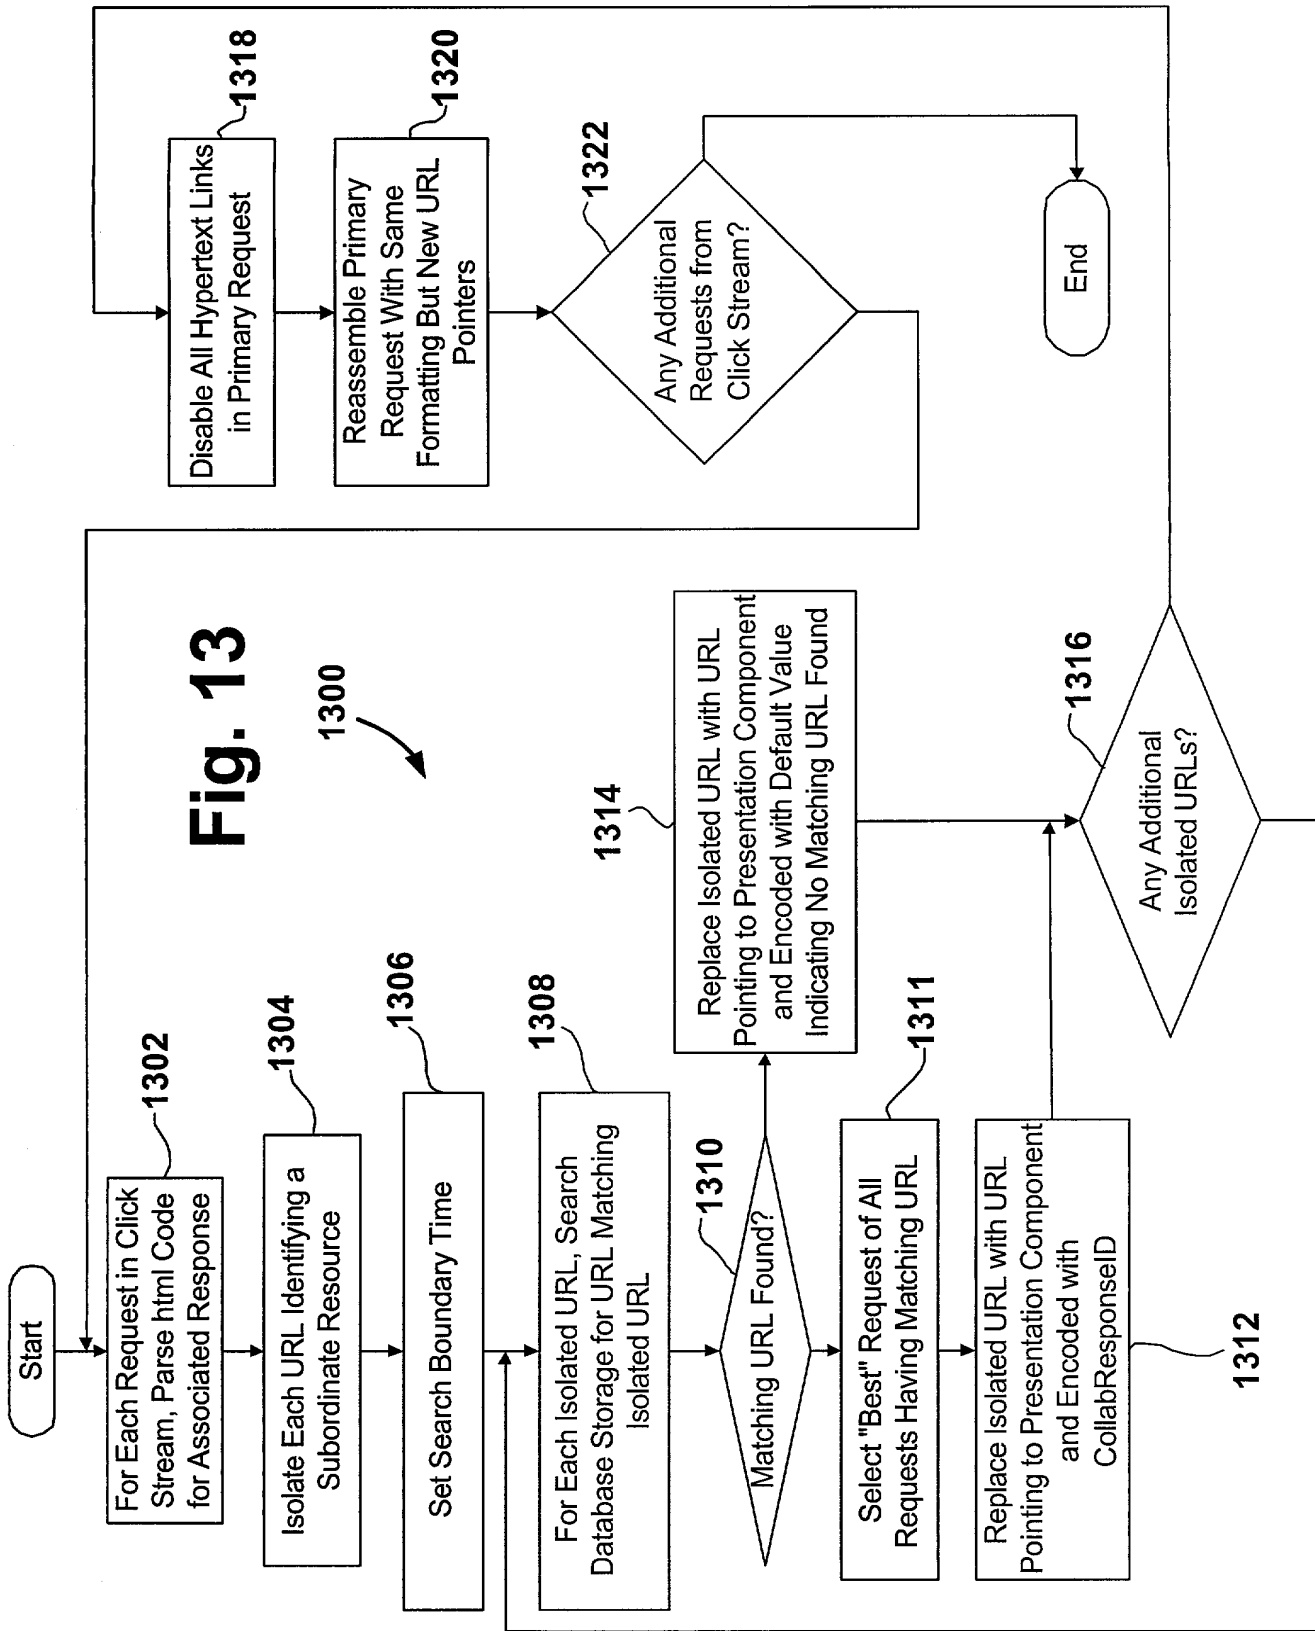 Fig. 13
1300
Start
For Each Request in Click
Stream, Parse html Code
for Associated Response
1302
Isolate Each URL Identifying a
Subordinate Resource
1304
Set Search Boundary Time
1306
For Each Isolated URL, Search
Database Storage for URL Matching
Isolated URL
1308
Matching URL Found?
1310
Select "Best" Request of All
Requests Having Matching URL
1311
Replace Isolated URL with URL
Pointing to Presentation Component
and Encoded with
CollabResponseID
1312
Replace Isolated URL with URL
Pointing to Presentation Component
and Encoded with Default Value
Indicating No Matching URL Found
1314
Any Additional
Isolated URLs?
1316
Disable All Hypertext Links
in Primary Request
1318
Reassemble Primary
Request With Same
Formatting But New URL
Pointers
1320
Any Additional
Requests from
Click Stream?
1322
End